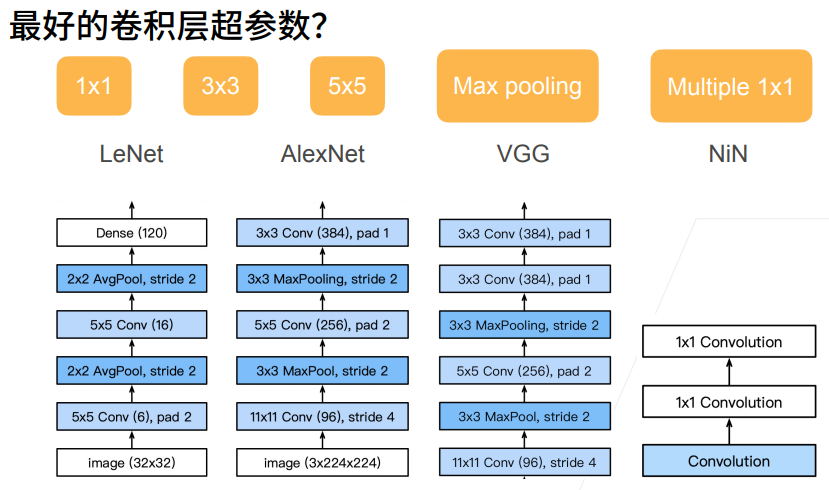 最好的卷积层超参数？
1x1
3x3
5x5
Max pooling
Multiple 1x1
LeNet
AlexNet
VGG
NiN
Dense (120)
2x2 AvgPool, stride 2
5x5 Conv (16)
2x2 AvgPool, stride 2
5x5 Conv (6), pad 2
image (32x32)
3x3 Conv (384), pad 1
3x3 MaxPooling, stride 2
5x5 Conv (256), pad 2
3x3 MaxPool, stride 2
11x11 Conv (96), stride 4
image (3x224x224)
3x3 Conv (384), pad 1
3x3 Conv (384), pad 1
3x3 MaxPooling, stride 2
5x5 Conv (256), pad 2
3x3 MaxPool, stride 2
11x11 Conv (96), stride 4
1x1 Convolution
1x1 Convolution
Convolution